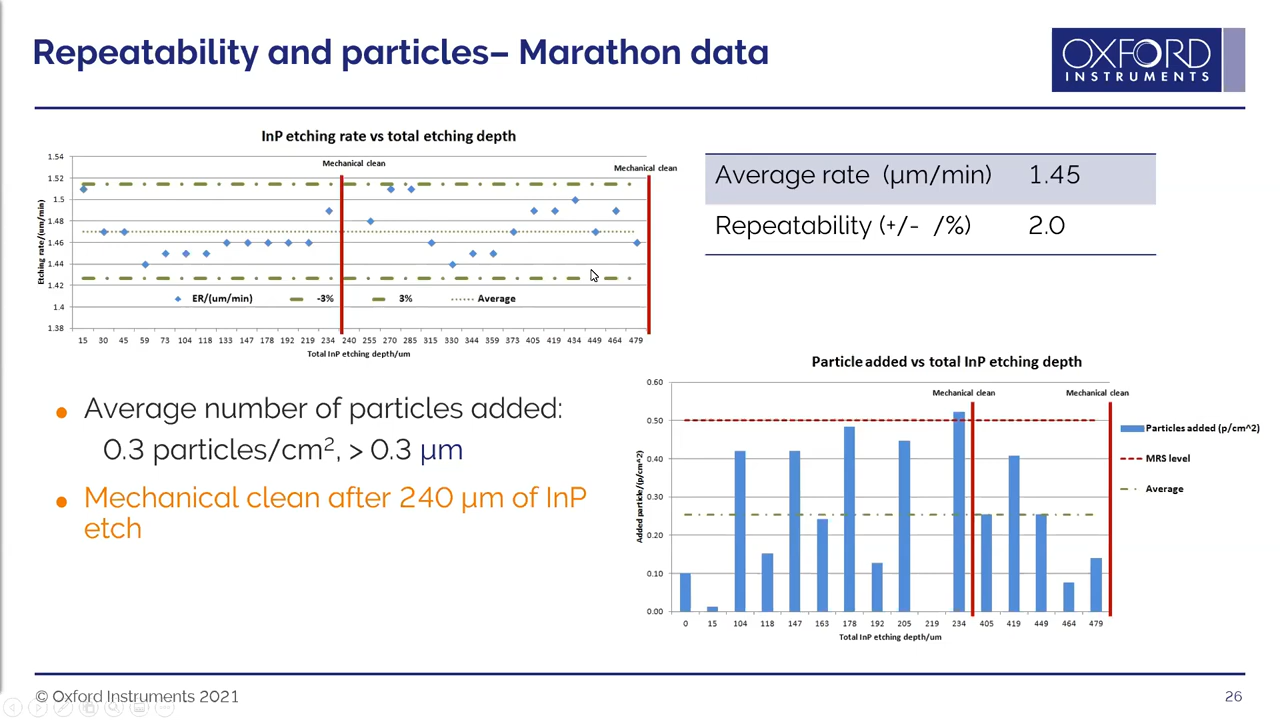 Repeatability and particles– Marathon data
OXFORD
INSTRUMENTS
InP etching rate vs total etching depth
Mechanical clean
Mechanical clean
Etching rate/(um/min)
1.54
1.52
1.5
1.48
1.46
1.44
1.42
1.4
1.38
ER/(um/min) -3% 3% Average
15 30 45 59 73 104 118 133 147 178 192 219 234 240 255 270 285 315 330 344 359 373 405 419 434 449 464 479
Total InP etching depth/um
Average rate (µm/min) 1.45
Repeatability (+/- /%) 2.0
Average number of particles added:
0.3 particles/cm², > 0.3 µm
Mechanical clean after 240 µm of InP
etch
Particle added vs total InP etching depth
Mechanical clean
Mechanical clean
Added particle/(p/cm^2)
0.60
0.50
0.40
0.30
0.20
0.10
0.00
Particles added (p/cm^2)
MRS level
Average
0 15 104 118 147 163 178 192 205 219 234 405 419 449 464 479
Total InP etching depth/um
© Oxford Instruments 2021
26